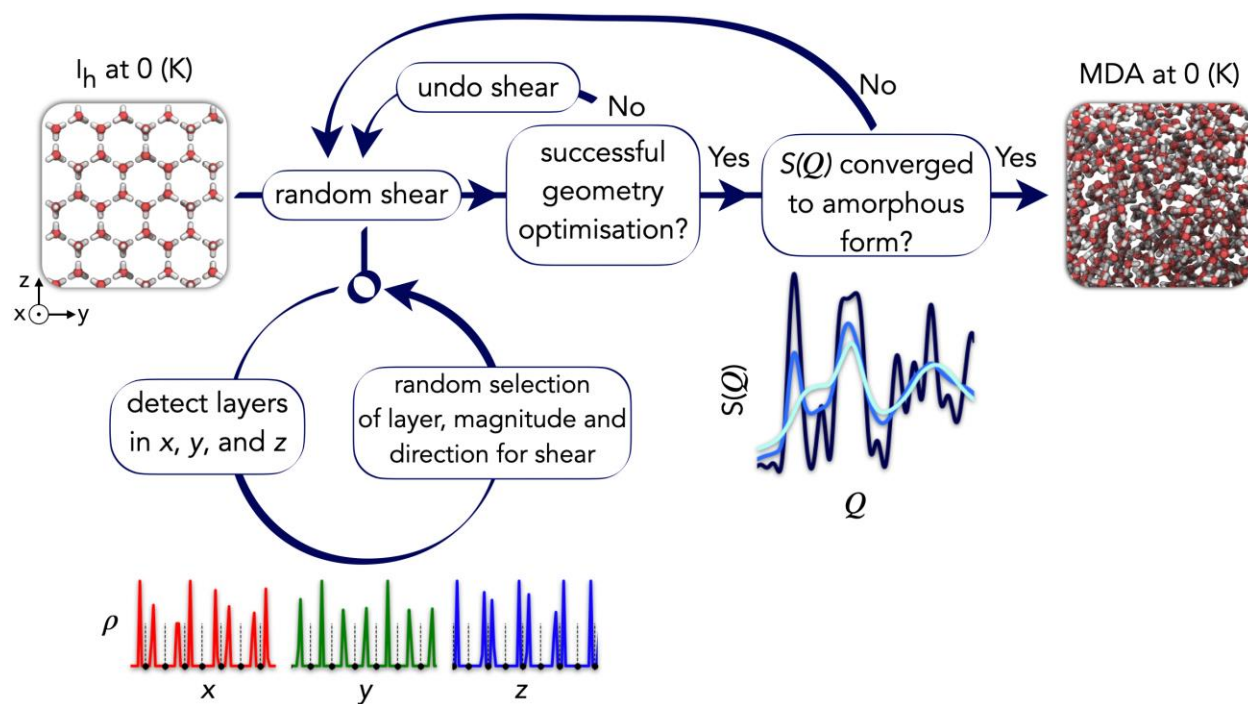 I_h at 0 (K)
z
x
y
undo shear
No
random shear
successful
geometry
optimisation?
Yes
No
S(Q) converged
to amorphous
form?
Yes
MDA at 0 (K)
detect layers
in x, y, and z
random selection
of layer, magnitude and
direction for shear
S(Q)
Q
ρ
x
y
z